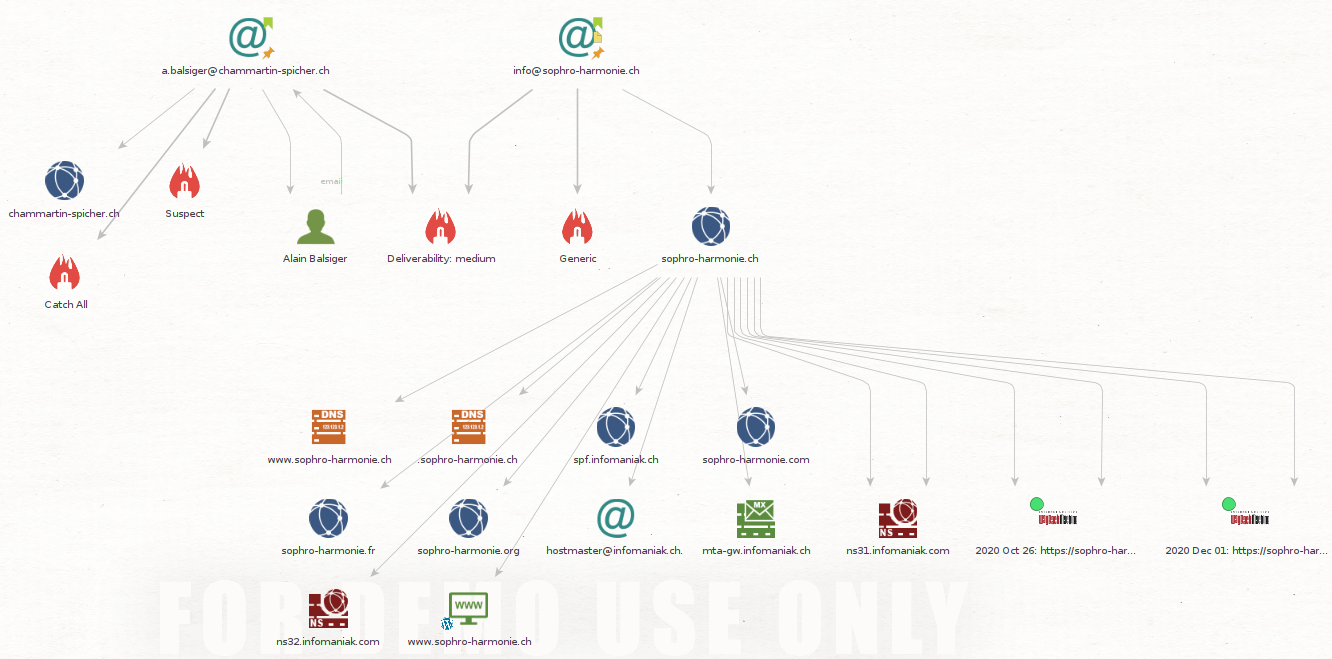 a.balsiger@chammartin-spicher.ch
info@sophro-harmonie.ch
email
chammartin-spicher.ch
Suspect
Alain Balsiger
Deliverability: medium
Generic
sophro-harmonie.ch
Catch All
DNS
DNS
www.sophro-harmonie.ch
.sophro-harmonie.ch
spf.infomaniak.ch
sophro-harmonie.com
MX
NS
sophro-harmonie.fr
sophro-harmonie.org
hostmaster@infomaniak.ch.
mta-gw.infomaniak.ch
ns31.infomaniak.com
2020 Oct 26: https://sophro-har...
2020 Dec 01: https://sophro-har...
WWW
NS
ns32.infomaniak.com
www.sophro-harmonie.ch
FOR DEMO USE ONLY